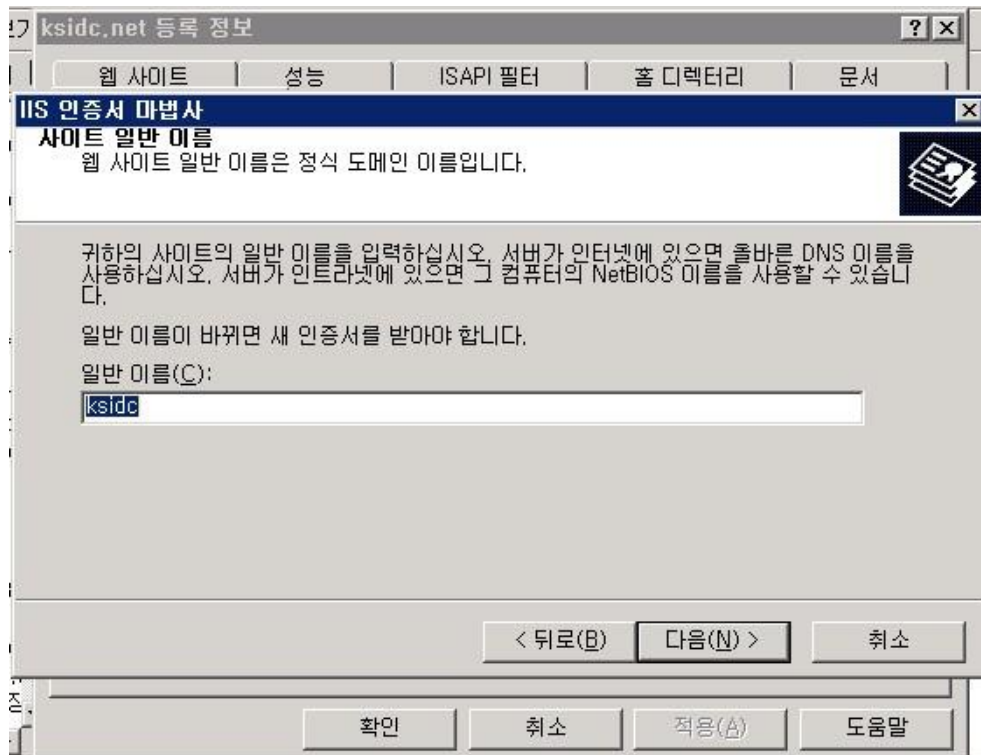 ksidc.net 등록 정보
웹 사이트 성능 ISAPI 필터 홈 디렉터리 문서
IIS 인증서 마법사
사이트 일반 이름
웹 사이트 일반 이름은 정식 도메인 이름입니다.
귀하의 사이트의 일반 이름을 입력하십시오. 서버가 인터넷에 있으면 올바른 DNS 이름을
사용하십시오. 서버가 인트라넷에 있으면 그 컴퓨터의 NetBIOS 이름을 사용할 수 있습니
다.
일반 이름이 바뀌면 새 인증서를 받아야 합니다.
일반 이름(C):
ksidc
< 뒤로(B) 다음(N) > 취소
확인 취소 적용(A) 도움말